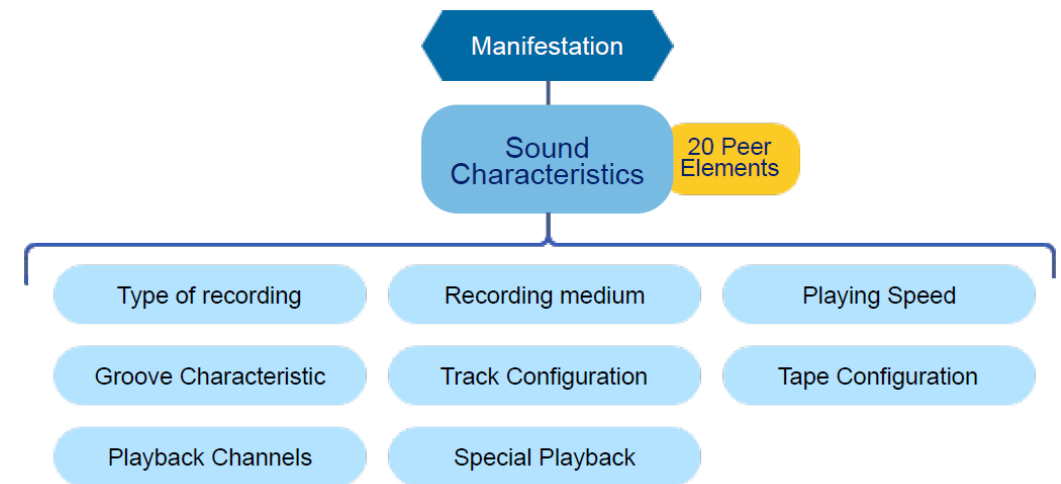 Manifestation
Sound
Characteristics
20 Peer
Elements
Type of recording
Recording medium
Playing Speed
Groove Characteristic
Track Configuration
Tape Configuration
Playback Channels
Special Playback